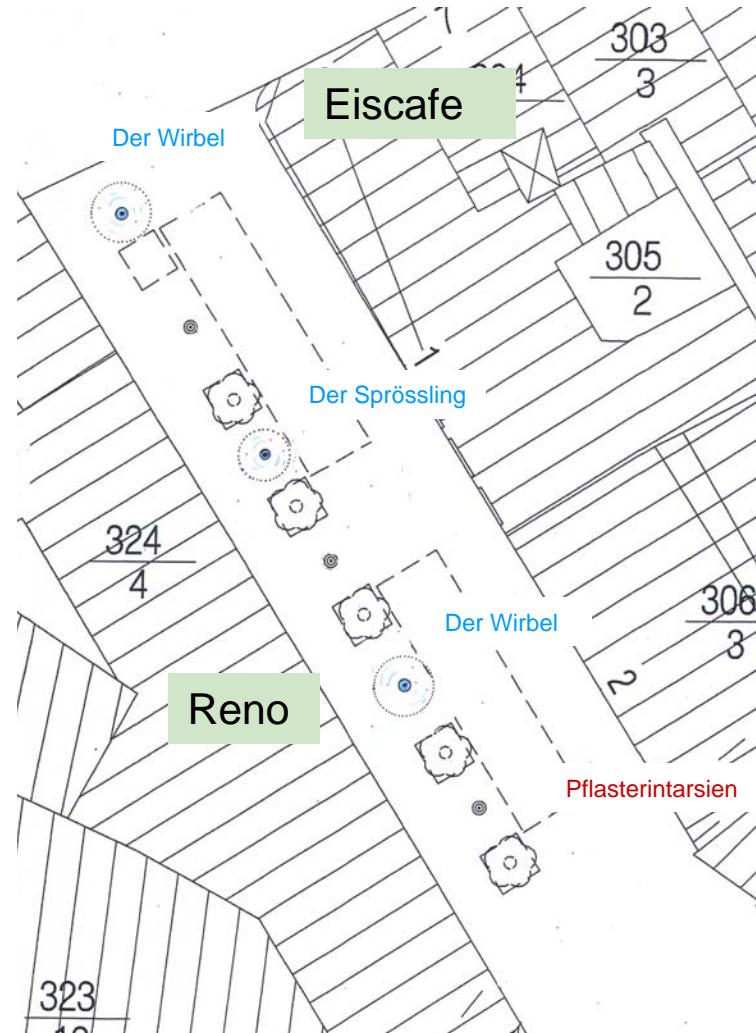 303
3
Eiscafe
Der Wirbel
305
2
1
Der Sprössling
324
4
306
3
Der Wirbel
2
Reno
Pflasterintarsien
323